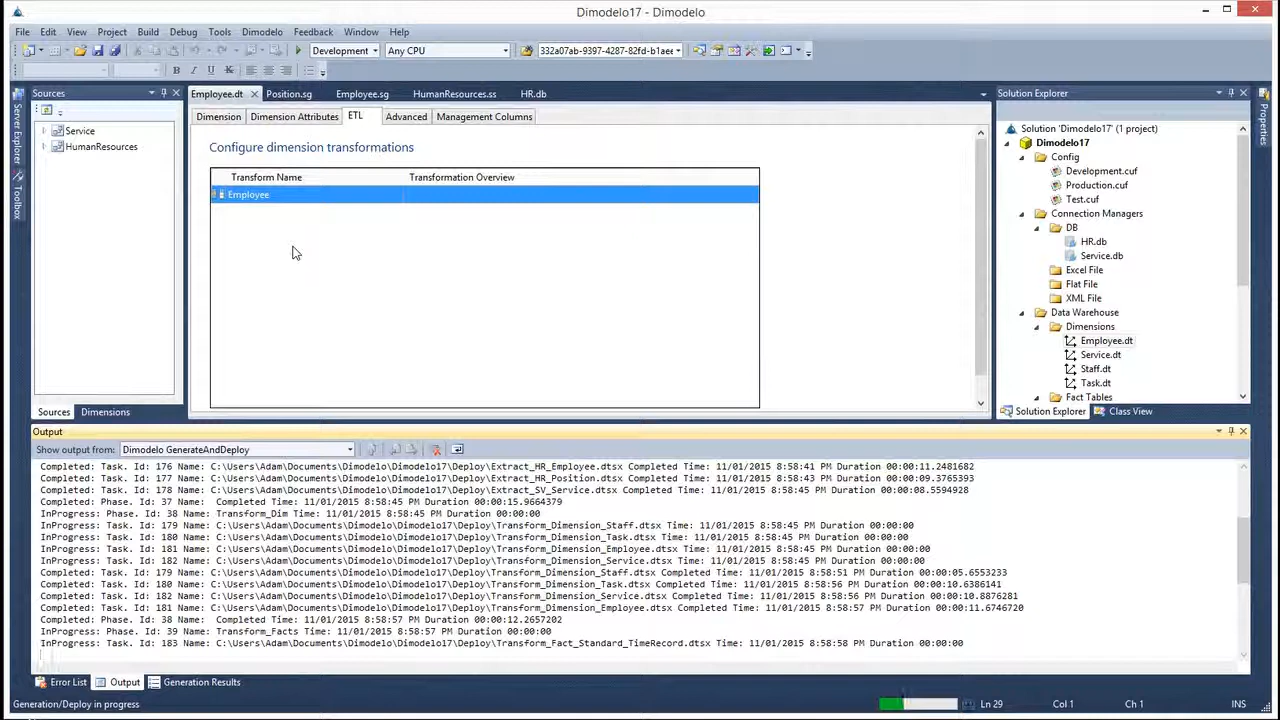 Dimodelo17 - Dimodelo
File Edit View Project Build Debug Tools Dimodelo Feedback Window Help
Development Any CPU 332a07ab-9397-4287-82fd-b1aee
Server Explorer
Toolbox
Sources
Service
HumanResources
Sources Dimensions
Employee.dt Position.sg Employee.sg HumanResources.ss HR.db
Dimension Dimension Attributes ETL Advanced Management Columns
Configure dimension transformations
Transform Name Transformation Overview
Employee
Solution Explorer
Solution 'Dimodelo17' (1 project)
Dimodelo17
Config
Development.cuf
Production.cuf
Test.cuf
Connection Managers
DB
HR.db
Service.db
Excel File
Flat File
XML File
Data Warehouse
Dimensions
Employee.dt
Service.dt
Staff.dt
Task.dt
Fact Tables
Solution Explorer Class View
Properties
Output
Show output from: Dimodelo GenerateAndDeploy
Completed: Task. Id: 176 Name: C:\Users\Adam\Documents\Dimodelo\Dimodelo17\Deploy\Extract_HR_Employee.dtsx Completed Time: 11/01/2015 8:58:41 PM Duration 00:00:11.2481682
Completed: Task. Id: 177 Name: C:\Users\Adam\Documents\Dimodelo\Dimodelo17\Deploy\Extract_HR_Position.dtsx Completed Time: 11/01/2015 8:58:41 PM Duration 00:00:09.3765393
Completed: Task. Id: 178 Name: C:\Users\Adam\Documents\Dimodelo\Dimodelo17\Deploy\Extract_SV_Service.dtsx Completed Time: 11/01/2015 8:58:45 PM Duration 00:00:08.5594928
Completed: Phase. Id: 37 Name:  Completed Time: 11/01/2015 8:58:45 PM Duration 00:00:15.9664379
InProgress: Phase. Id: 38 Name: Transform_Dim Time: 11/01/2015 8:58:45 PM Duration 00:00:00
InProgress: Task. Id: 179 Name: C:\Users\Adam\Documents\Dimodelo\Dimodelo17\Deploy\Transform_Dimension_Staff.dtsx Time: 11/01/2015 8:58:45 PM Duration 00:00:00
InProgress: Task. Id: 180 Name: C:\Users\Adam\Documents\Dimodelo\Dimodelo17\Deploy\Transform_Dimension_Task.dtsx Time: 11/01/2015 8:58:45 PM Duration 00:00:00
InProgress: Task. Id: 181 Name: C:\Users\Adam\Documents\Dimodelo\Dimodelo17\Deploy\Transform_Dimension_Employee.dtsx Time: 11/01/2015 8:58:45 PM Duration 00:00:00
InProgress: Task. Id: 182 Name: C:\Users\Adam\Documents\Dimodelo\Dimodelo17\Deploy\Transform_Dimension_Service.dtsx Time: 11/01/2015 8:58:45 PM Duration 00:00:00
Completed: Task. Id: 179 Name: C:\Users\Adam\Documents\Dimodelo\Dimodelo17\Deploy\Transform_Dimension_Staff.dtsx Completed Time: 11/01/2015 8:58:51 PM Duration 00:00:05.6553233
Completed: Task. Id: 180 Name: C:\Users\Adam\Documents\Dimodelo\Dimodelo17\Deploy\Transform_Dimension_Task.dtsx Completed Time: 11/01/2015 8:58:56 PM Duration 00:00:10.6386141
Completed: Task. Id: 182 Name: C:\Users\Adam\Documents\Dimodelo\Dimodelo17\Deploy\Transform_Dimension_Service.dtsx Completed Time: 11/01/2015 8:58:56 PM Duration 00:00:10.8876281
Completed: Task. Id: 181 Name: C:\Users\Adam\Documents\Dimodelo\Dimodelo17\Deploy\Transform_Dimension_Employee.dtsx Completed Time: 11/01/2015 8:58:57 PM Duration 00:00:11.6746720
Completed: Phase. Id: 38 Name:  Completed Time: 11/01/2015 8:58:57 PM Duration 00:00:12.2657202
InProgress: Phase. Id: 39 Name: Transform_Facts Time: 11/01/2015 8:58:57 PM Duration 00:00:00
InProgress: Task. Id: 183 Name: C:\Users\Adam\Documents\Dimodelo\Dimodelo17\Deploy\Transform_Fact_Standard_TimeRecord.dtsx Time: 11/01/2015 8:58:58 PM Duration 00:00:00
Error List Output Generation Results
Generation/Deploy in progress Ln 29 Col 1 Ch 1 INS